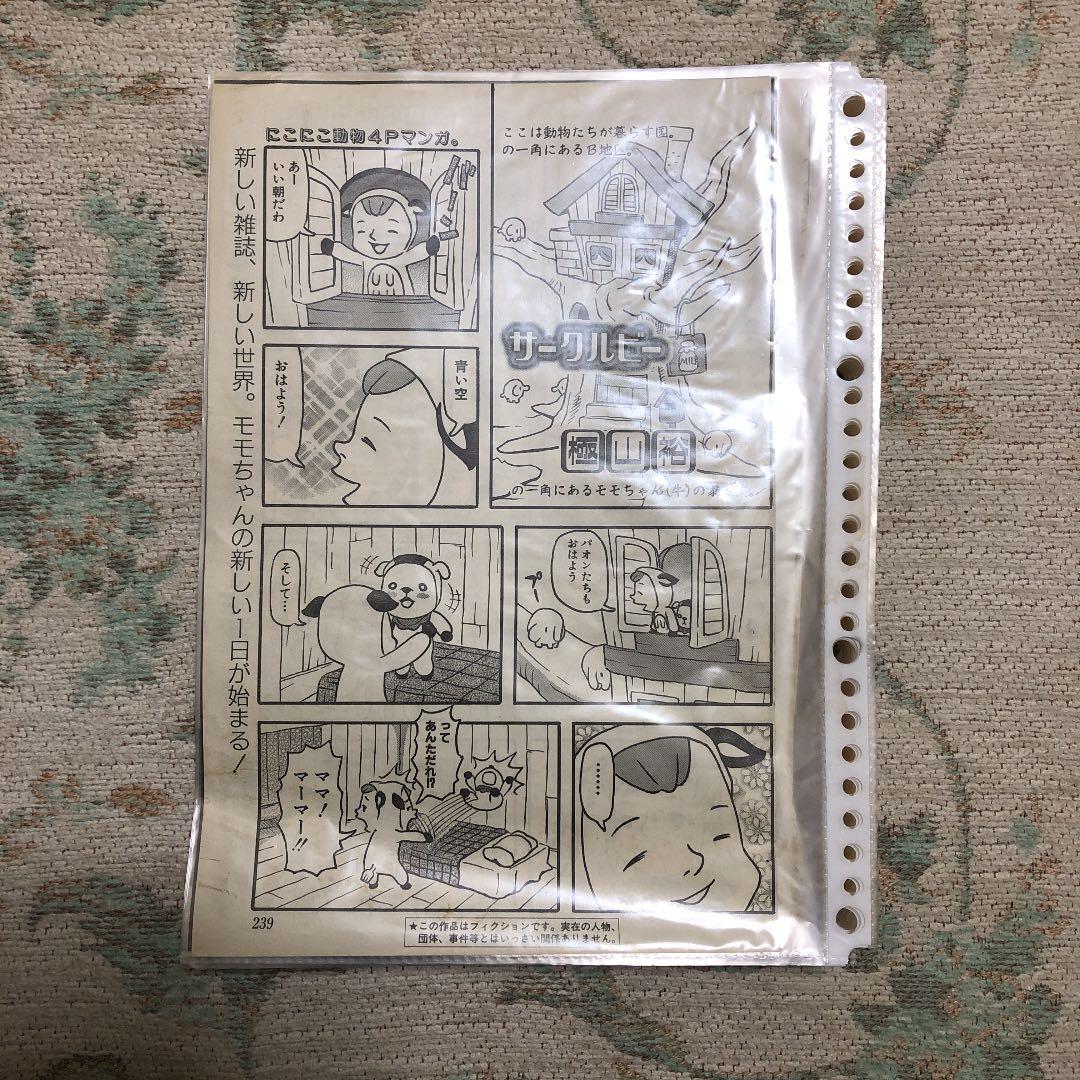 ここは動物たちが暮らす国。
の一角にあるB地区。
サークルビー
MILK
極山裕
の一角にあるモモちゃん(牛)の
にこにこ動物4Pマンガ。
新しい雑誌、新しい世界。モモちゃんの新しい1日が始まる!
あー
いい朝だわ
青い空
おはよう!
パオンたちも
おはよう
そして…
……
って
あんただれ!?
ママ!
マーマー!!
239
★この作品はフィクションです。実在の人物、
団体、事件等とはいっさい関係ありません。